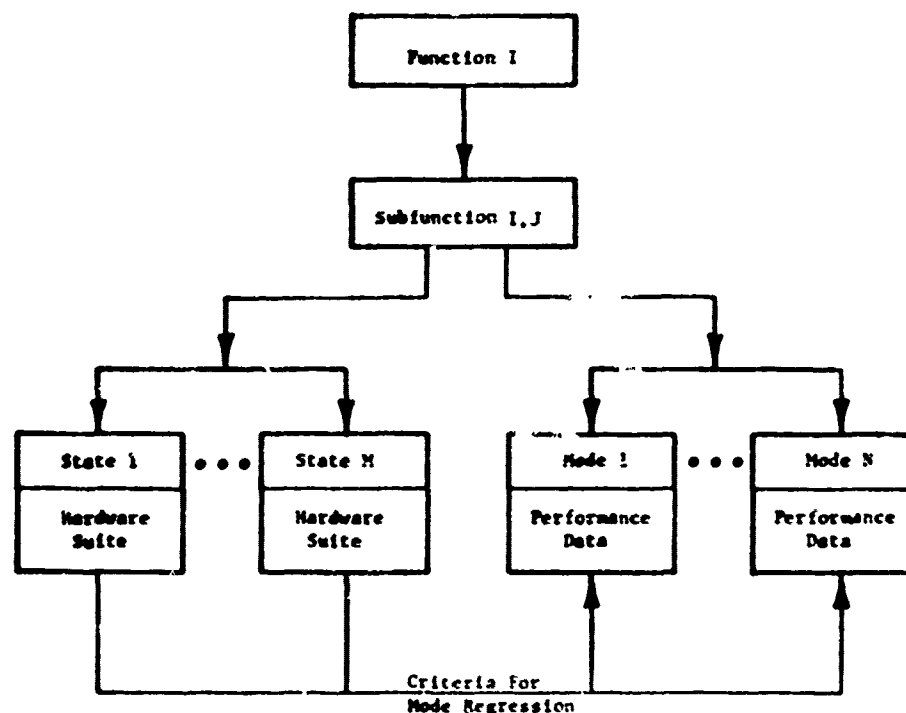 Function I
Subfunction I,J
State 1
State M
Mode 1
Mode N
Hardware
Suite
Hardware
Suite
Performance
Data
Performance
Data
Criteria For
Mode Regression